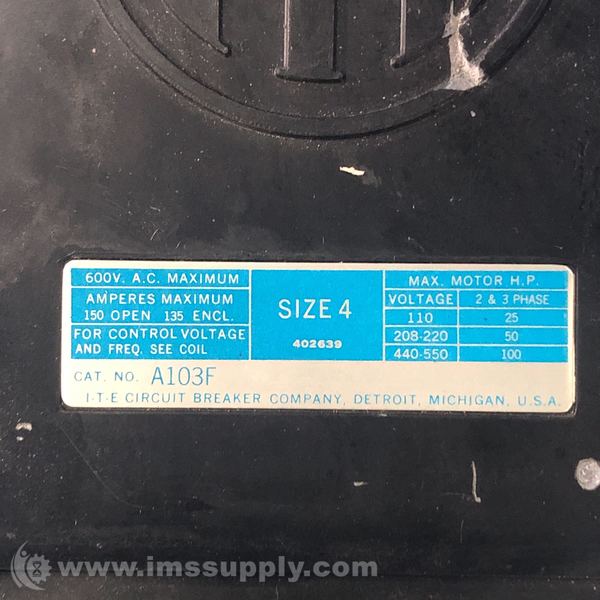 600V. A.C. MAXIMUM
AMPERES MAXIMUM
150 OPEN 135 ENCL.
FOR CONTROL VOLTAGE
AND FREQ. SEE COIL
SIZE 4
402639
MAX. MOTOR H.P.
VOLTAGE 2 & 3 PHASE
110 25
208-220 50
440-550 100
CAT. NO. A103F
I-T-E CIRCUIT BREAKER COMPANY, DETROIT, MICHIGAN, U.S.A.
www.imssupply.com